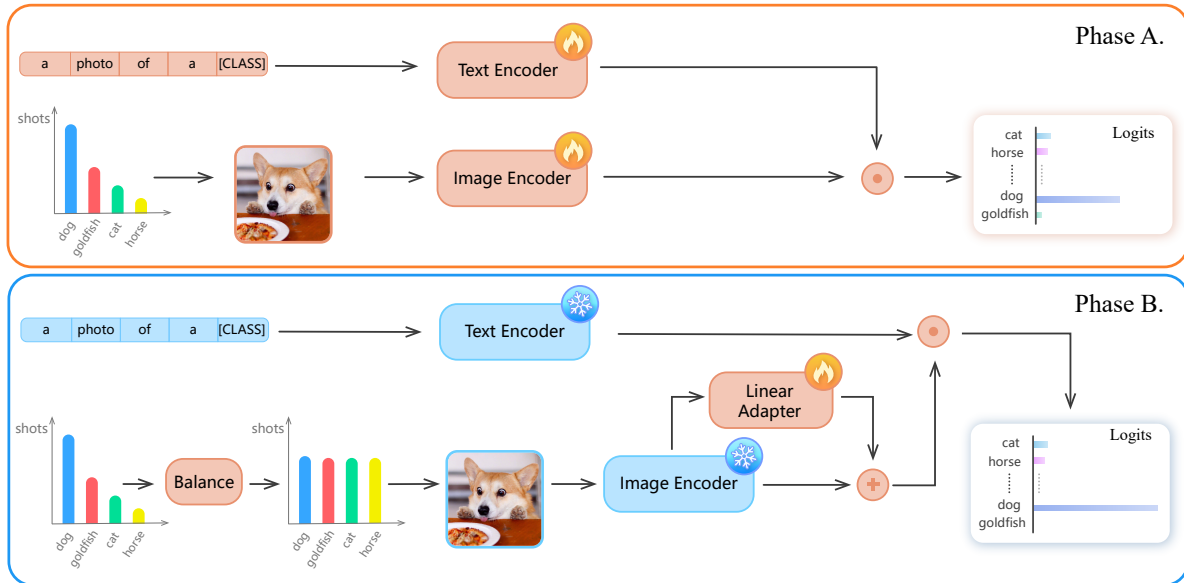 Phase A.
a photo of a [CLASS]
Text Encoder
shots
dog
goldfish
cat
horse
Image Encoder
Logits
cat
horse
dog
goldfish
Phase B.
a photo of a [CLASS]
Text Encoder
Linear
Adapter
shots
dog
goldfish
cat
horse
Balance
shots
dog
goldfish
cat
horse
Image Encoder
Logits
cat
horse
dog
goldfish